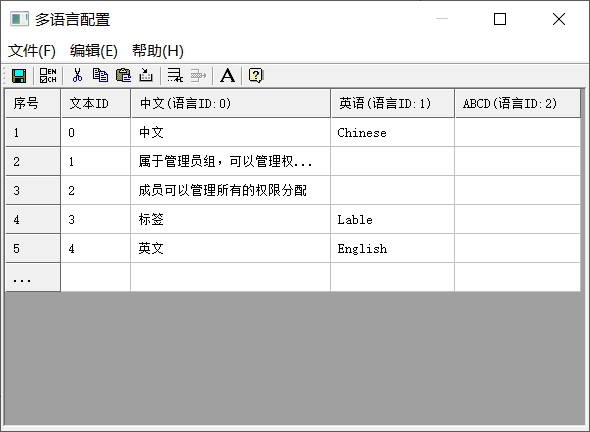 多语言配置
文件(F) 编辑(E) 帮助(H)
EN
CH
A
序号 文本ID 中文(语言ID:0) 英语(语言ID:1) ABCD(语言ID:2)
1 0 中文 Chinese
2 1 属于管理员组，可以管理权...
3 2 成员可以管理所有的权限分配
4 3 标签 Lable
5 4 英文 English
...